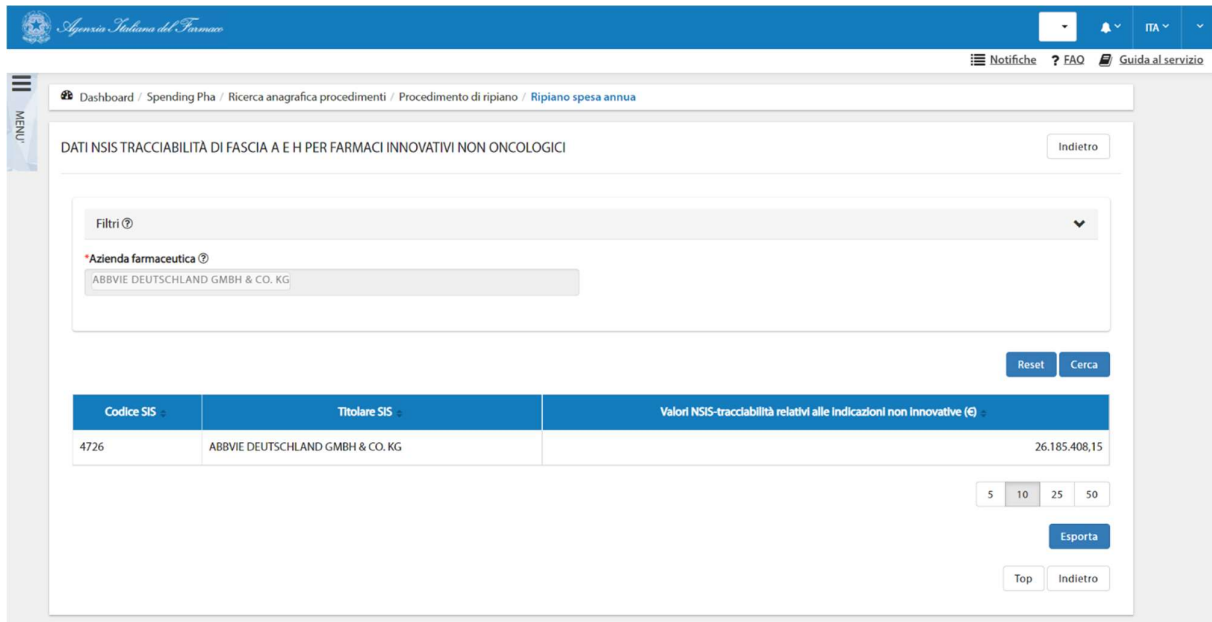 Agenzia Italiana del Farmaco
ITA
Notifiche ? FAQ Guida al servizio
MENU'
Dashboard / Spending Pha / Ricerca anagrafica procedimenti / Procedimento di ripiano / Ripiano spesa annua
DATI NSIS TRACCIABILITÀ DI FASCIA A E H PER FARMACI INNOVATIVI NON ONCOLOGICI
Indietro
Filtri ?
*Azienda farmaceutica ?
ABBVIE DEUTSCHLAND GMBH & CO. KG
Reset Cerca
Codice SIS Titolare SIS Valori NSIS-tracciabilità relativi alle indicazioni non innovative (€)
4726 ABBVIE DEUTSCHLAND GMBH & CO. KG 26.185.408,15
5 10 25 50
Esporta
Top Indietro